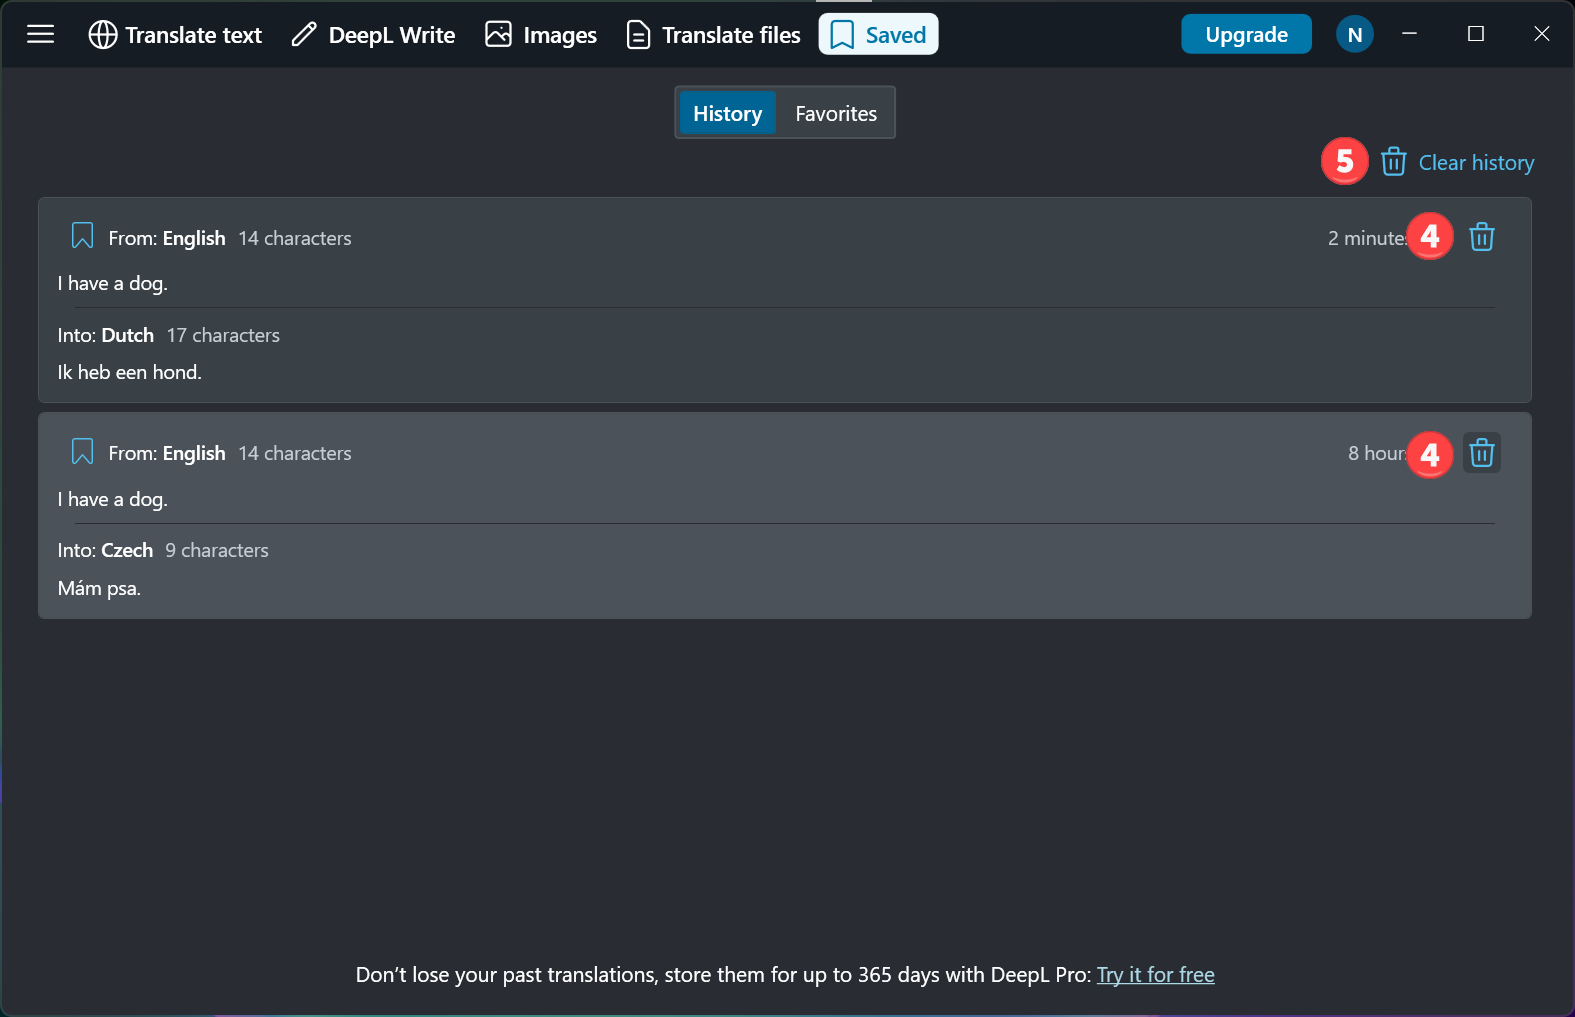 Translate text DeepL Write Images Translate files Saved Upgrade N
History Favorites
5 Clear history
From: English 14 characters 2 minutes 4
I have a dog.
Into: Dutch 17 characters
Ik heb een hond.
From: English 14 characters 8 hours 4
I have a dog.
Into: Czech 9 characters
Mám psa.
Don’t lose your past translations, store them for up to 365 days with DeepL Pro: Try it for free